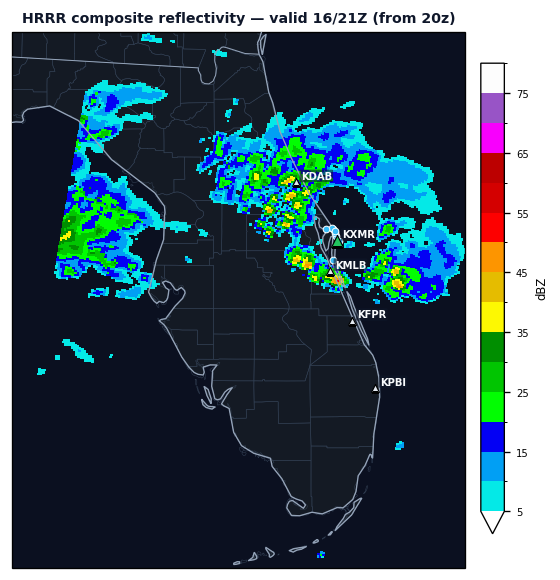 HRRR composite reflectivity — valid 16/21Z (from 20z)
75
65
55
45
35
25
15
5
dBZ
KDAB
KXMR
KMLB
KFPR
KPBI